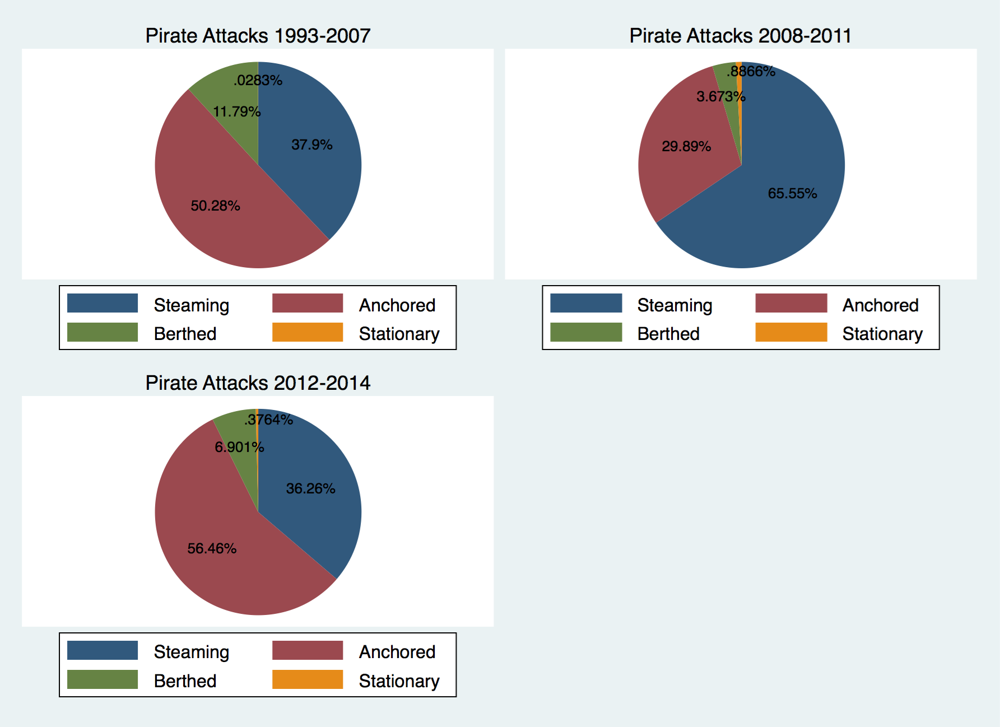 Pirate Attacks 1993-2007
.0283%
11.79%
37.9%
50.28%
Steaming Anchored
Berthed Stationary
Pirate Attacks 2008-2011
.8866%
3.673%
29.89%
65.55%
Steaming Anchored
Berthed Stationary
Pirate Attacks 2012-2014
.3764%
6.901%
36.26%
56.46%
Steaming Anchored
Berthed Stationary